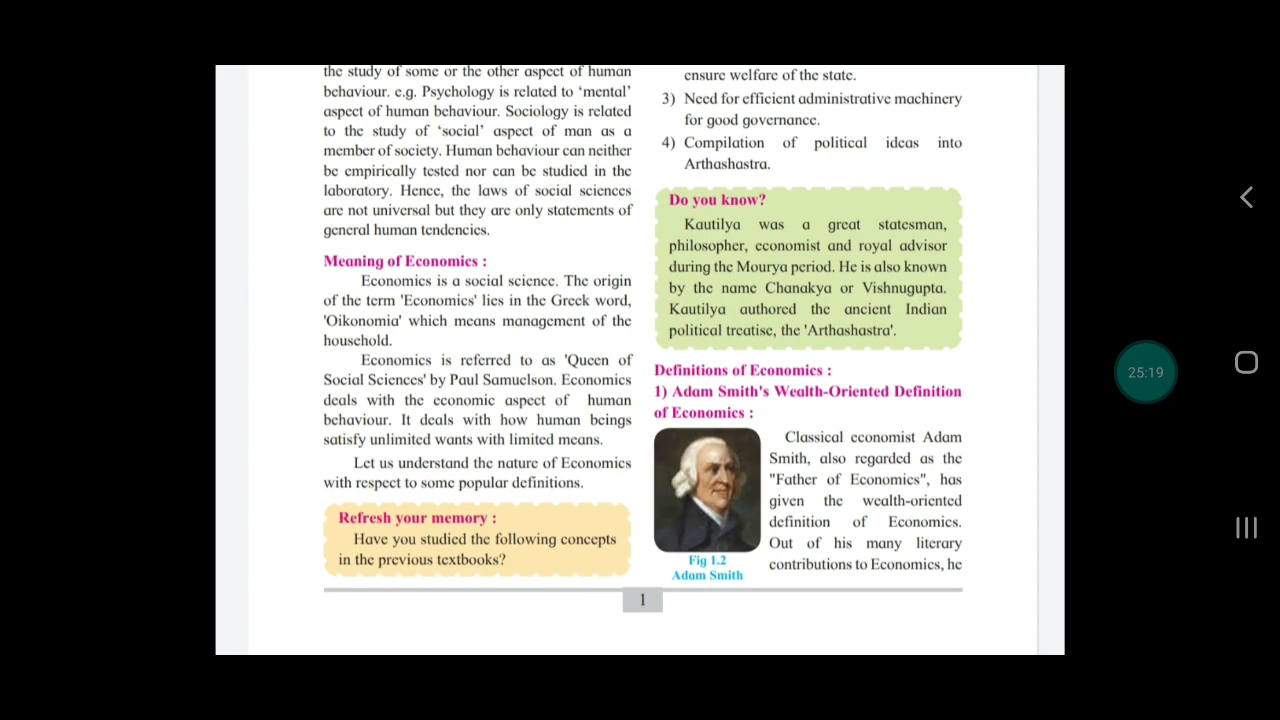 the study of some or the other aspect of human
behaviour. e.g. Psychology is related to ‘mental’
aspect of human behaviour. Sociology is related
to the study of ‘social’ aspect of man as a
member of society. Human behaviour can neither
be empirically tested nor can be studied in the
laboratory. Hence, the laws of social sciences
are not universal but they are only statements of
general human tendencies.
Meaning of Economics :
Economics is a social science. The origin
of the term 'Economics' lies in the Greek word,
'Oikonomia' which means management of the
household.
Economics is referred to as 'Queen of
Social Sciences' by Paul Samuelson. Economics
deals with the economic aspect of human
behaviour. It deals with how human beings
satisfy unlimited wants with limited means.
Let us understand the nature of Economics
with respect to some popular definitions.
Refresh your memory :
Have you studied the following concepts
in the previous textbooks?
ensure welfare of the state.
3) Need for efficient administrative machinery
for good governance.
4) Compilation of political ideas into
Arthashastra.
Do you know?
Kautilya was a great statesman,
philosopher, economist and royal advisor
during the Mourya period. He is also known
by the name Chanakya or Vishnugupta.
Kautilya authored the ancient Indian
political treatise, the 'Arthashastra'.
Definitions of Economics :
1) Adam Smith's Wealth-Oriented Definition
of Economics :
Classical economist Adam
Smith, also regarded as the
"Father of Economics", has
given the wealth-oriented
definition of Economics.
Out of his many literary
contributions to Economics, he
Fig 1.2
Adam Smith
1
25:19